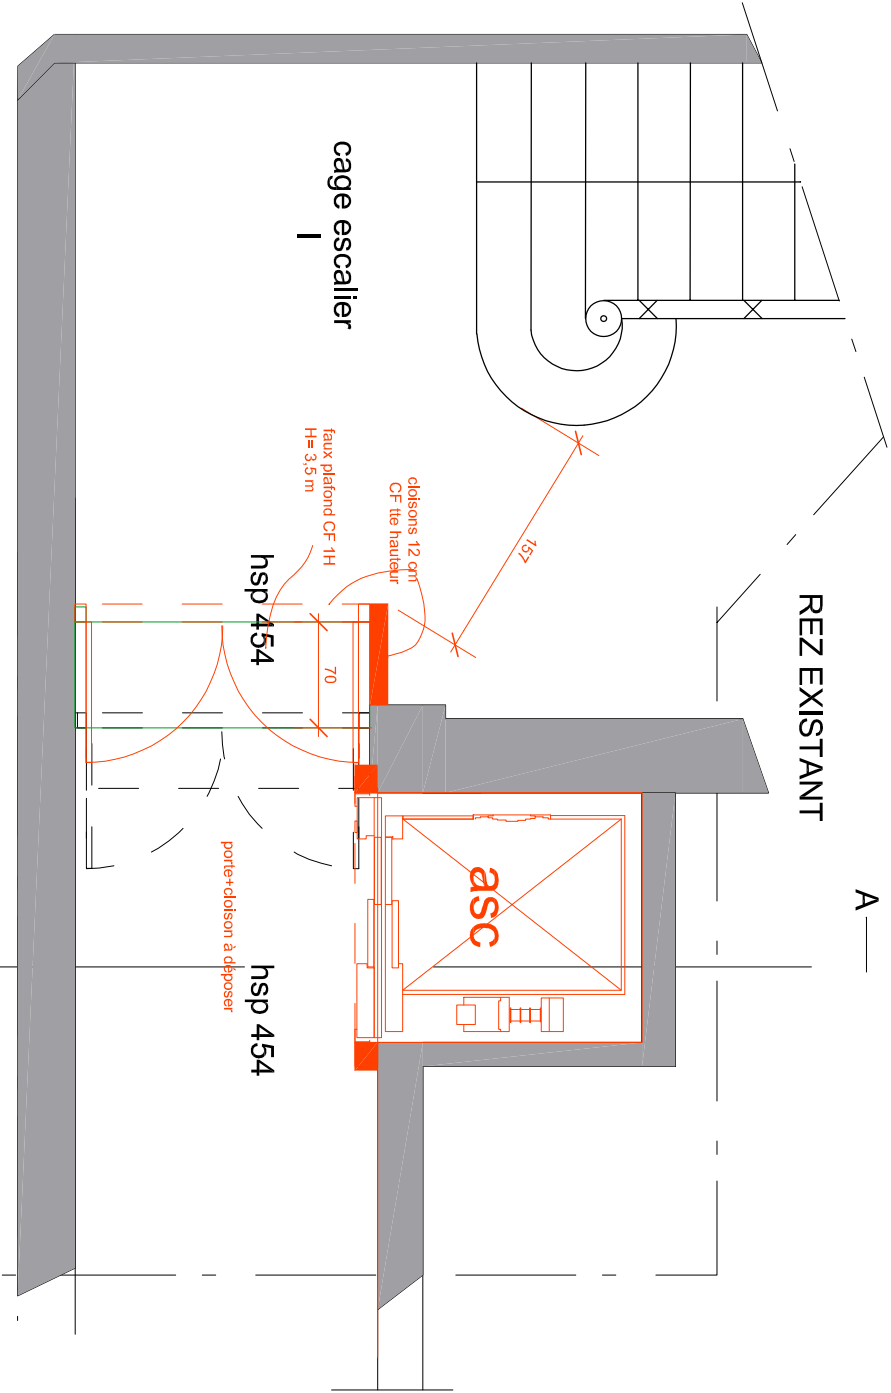 A
REZ EXISTANT
cage escalier
I
157
cloisons 12 cm
CF tte hauteur
faux plafond CF 1H
H= 3,5 m
hsp 454
70
asc
porte+cloison à déposer
hsp 454